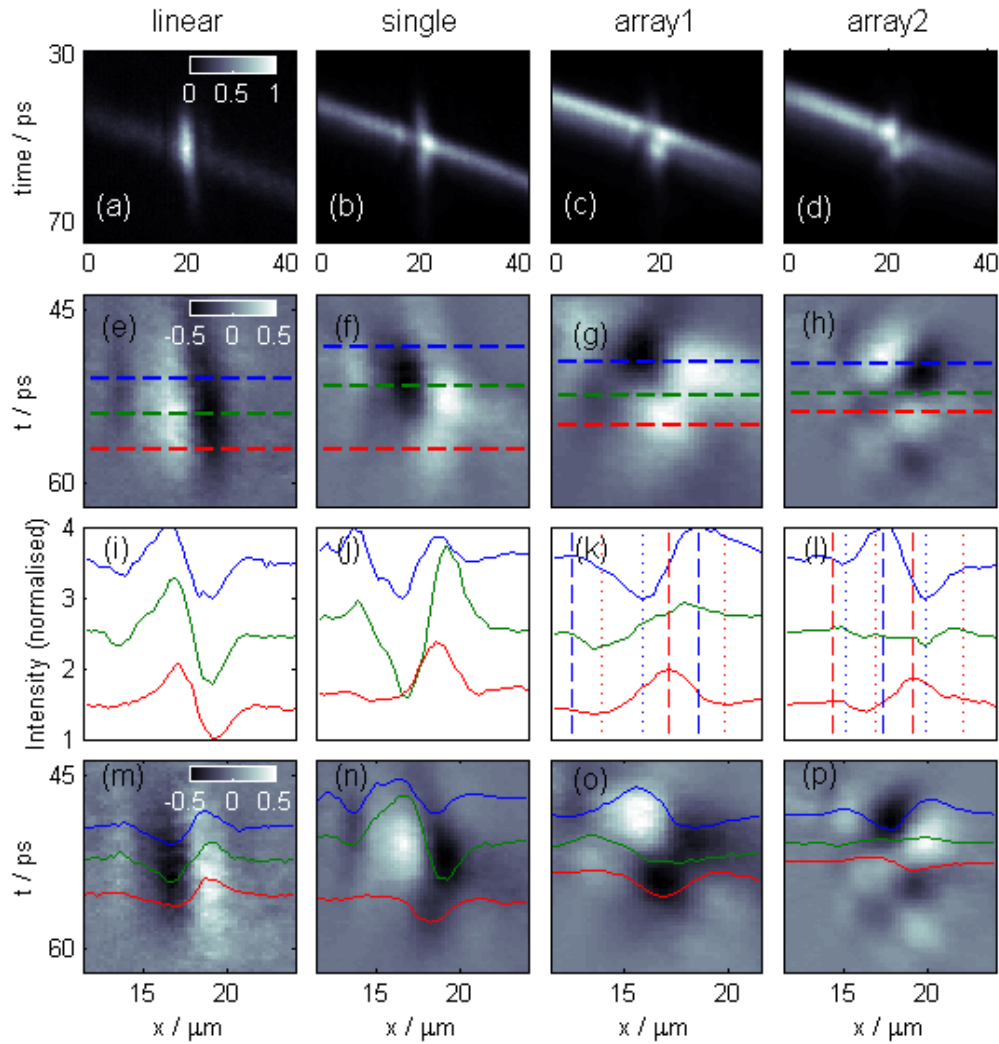 linear single array1 array2
30
0 0.5 1
time / ps
(a) (b) (c) (d)
70
0 20 40 0 20 40 0 20 0 20 40
45
(e) (f) (g) (h)
-0.5 0 0.5
t / ps
60
4
(i) (j) (k) (l)
3
Intensity (normalised)
2
1
45
(m) (n) (o) (p)
-0.5 0 0.5
t / ps
60
15 20 15 20 15 20 15 20
x / μm x / μm x / μm x / μm